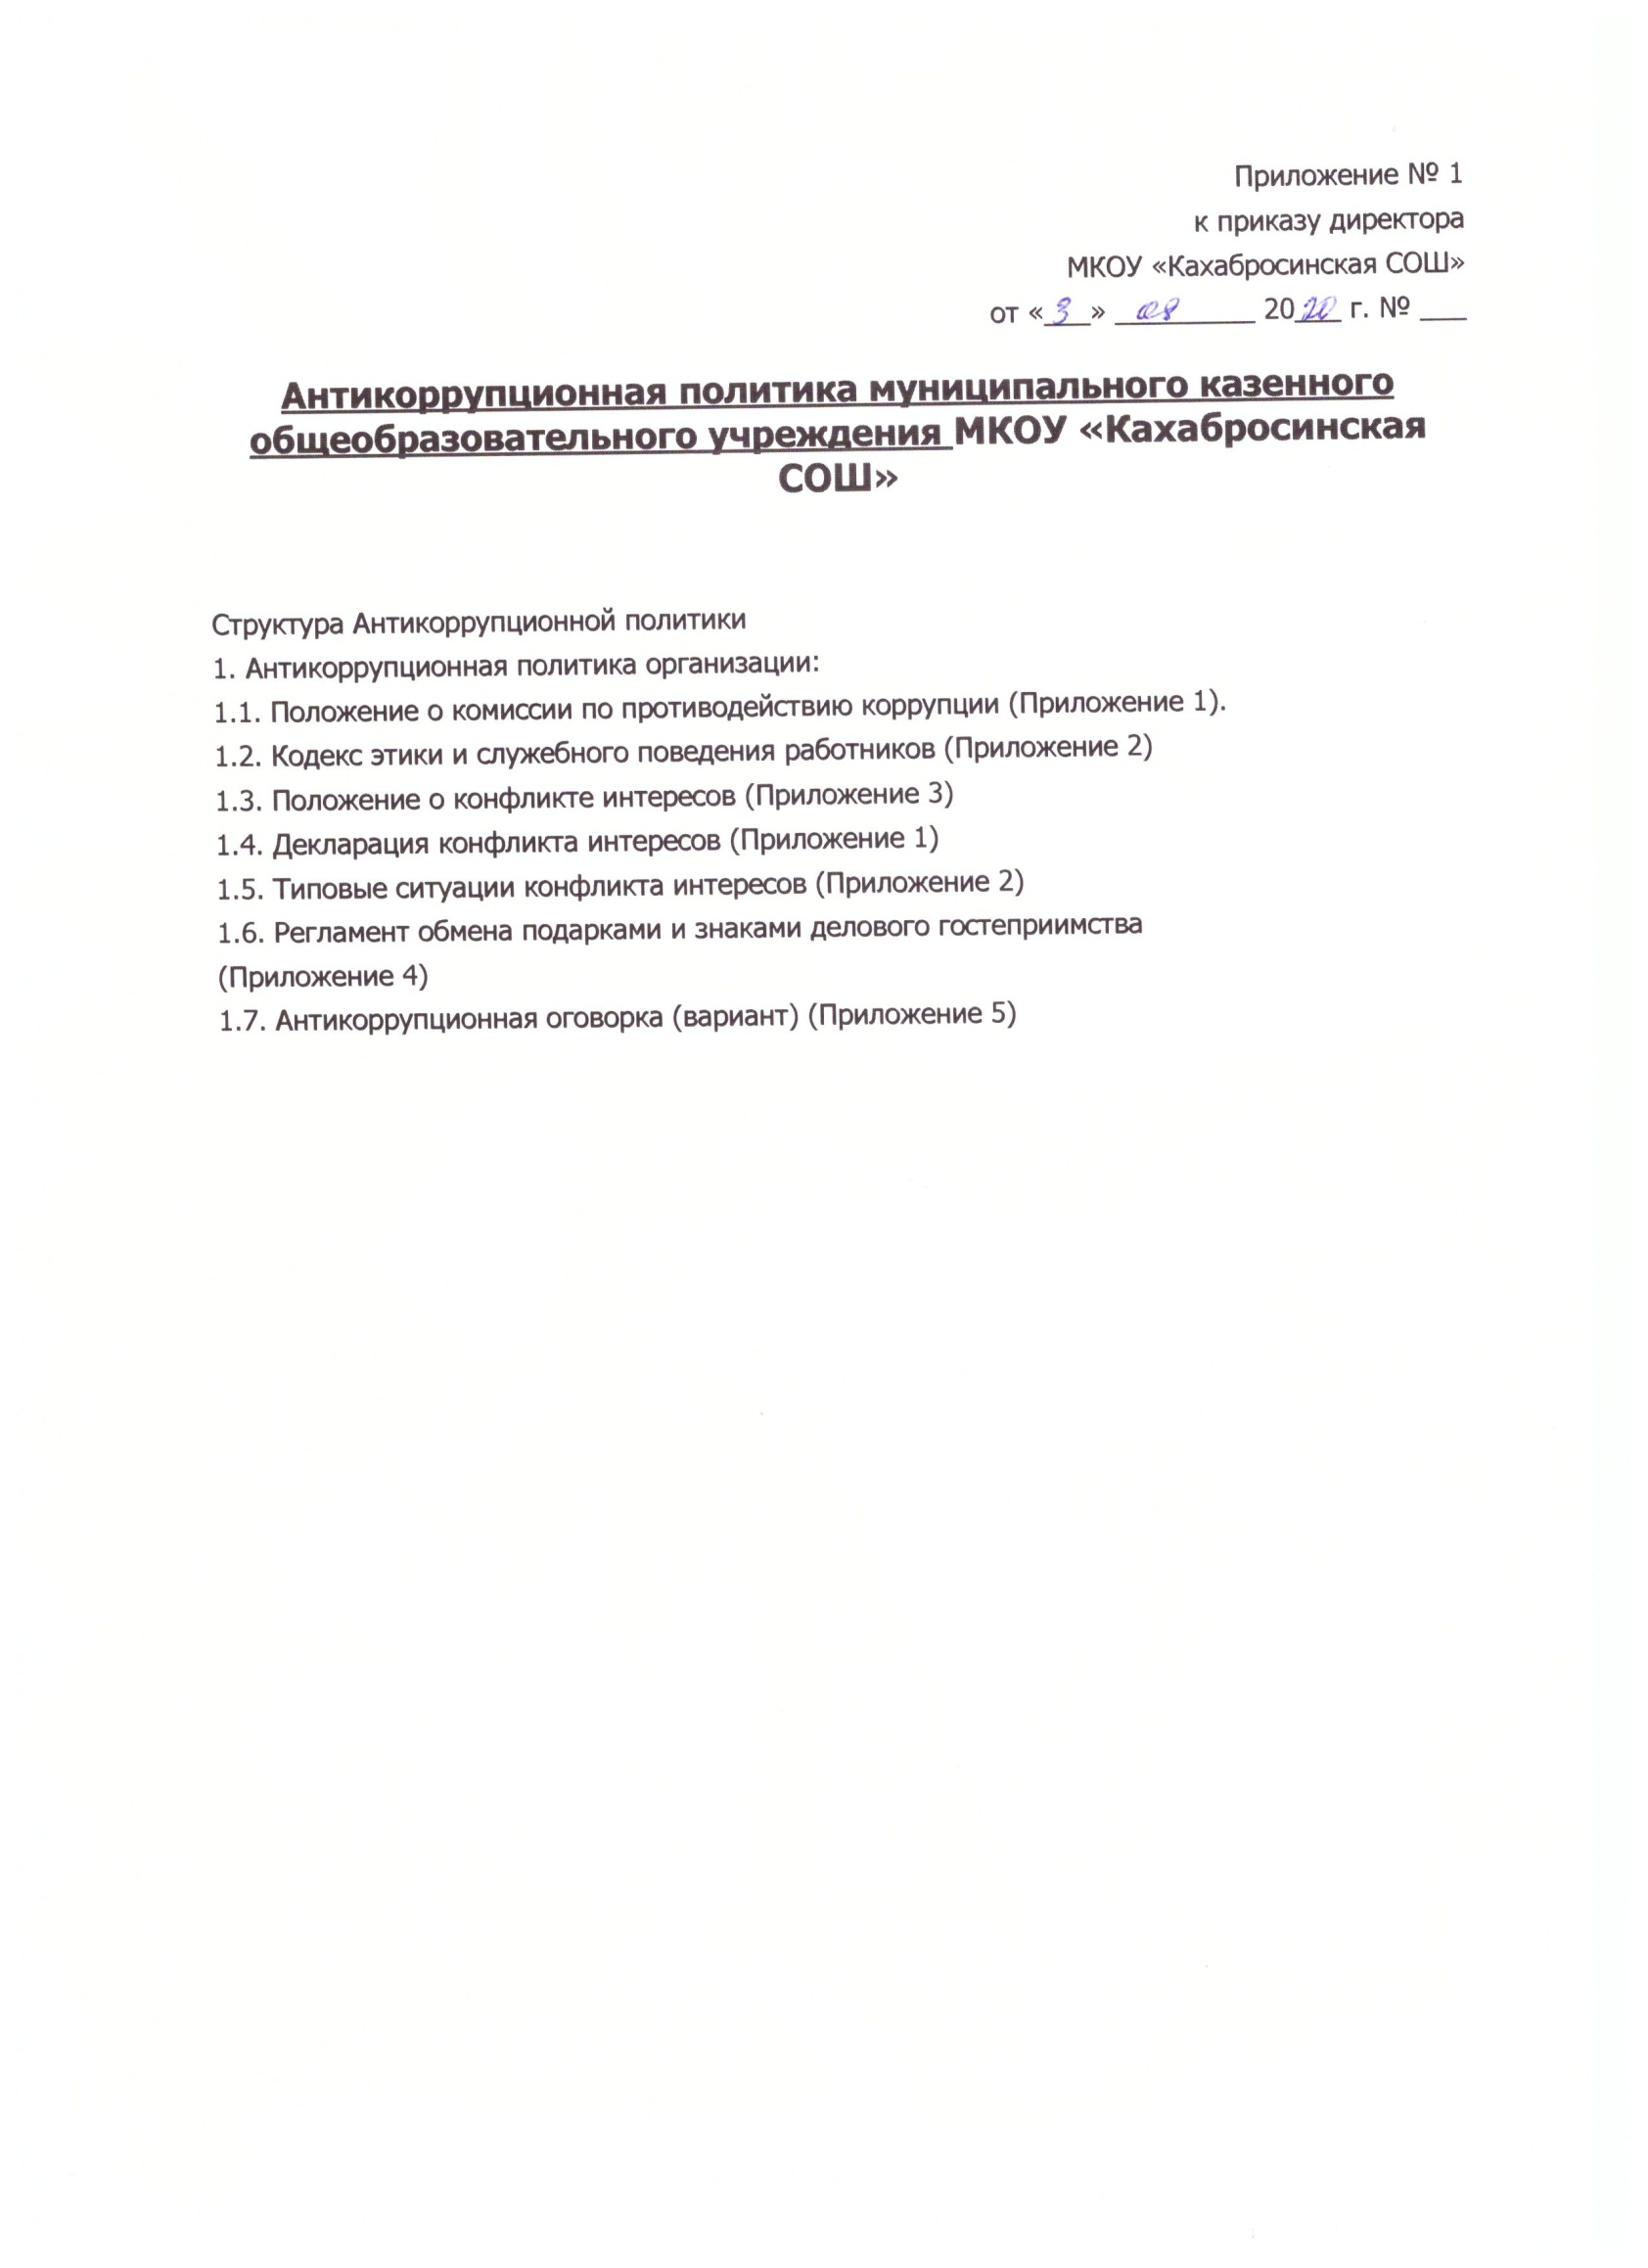 Приложение № 1
к приказу директора
МКОУ «Кахабросинская СОШ»
от «_3_» _08_ 2020 г. № ___
Антикоррупционная политика муниципального казенного
общеобразовательного учреждения МКОУ «Кахабросинская
СОШ»
Структура Антикоррупционной политики
1. Антикоррупционная политика организации:
1.1. Положение о комиссии по противодействию коррупции (Приложение 1).
1.2. Кодекс этики и служебного поведения работников (Приложение 2)
1.3. Положение о конфликте интересов (Приложение 3)
1.4. Декларация конфликта интересов (Приложение 1)
1.5. Типовые ситуации конфликта интересов (Приложение 2)
1.6. Регламент обмена подарками и знаками делового гостеприимства
(Приложение 4)
1.7. Антикоррупционная оговорка (вариант) (Приложение 5)